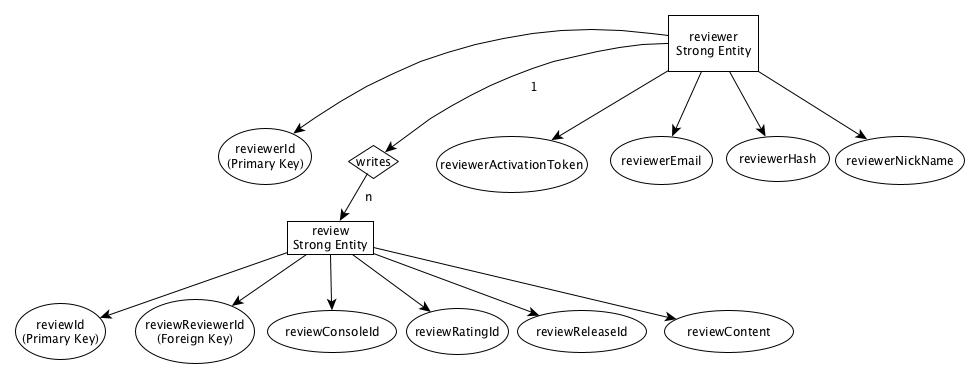 reviewer
Strong Entity
1
reviewerId
(Primary Key)
writes
reviewerActivationToken
reviewerEmail
reviewerHash
reviewerNickName
n
review
Strong Entity
reviewId
(Primary Key)
reviewReviewerId
(Foreign Key)
reviewConsoleId
reviewRatingId
reviewReleaseId
reviewContent